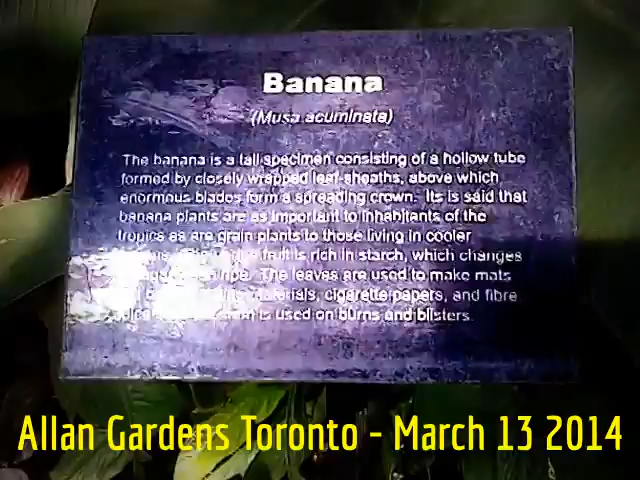 Banana
(Musa acuminata)
The banana is a tall specimen consisting of a hollow tube
formed by closely wrapped leaf-sheaths, above which
enormous blades form a spreading crown. It is said that
banana plants are as important to inhabitants of the
tropics as are grain plants to those living in cooler
fruit is rich in starch, which changes
The leaves are used to make mats
materials, cigarette papers, and fibre
is used on burns and blisters.
Allan Gardens Toronto - March 13 2014